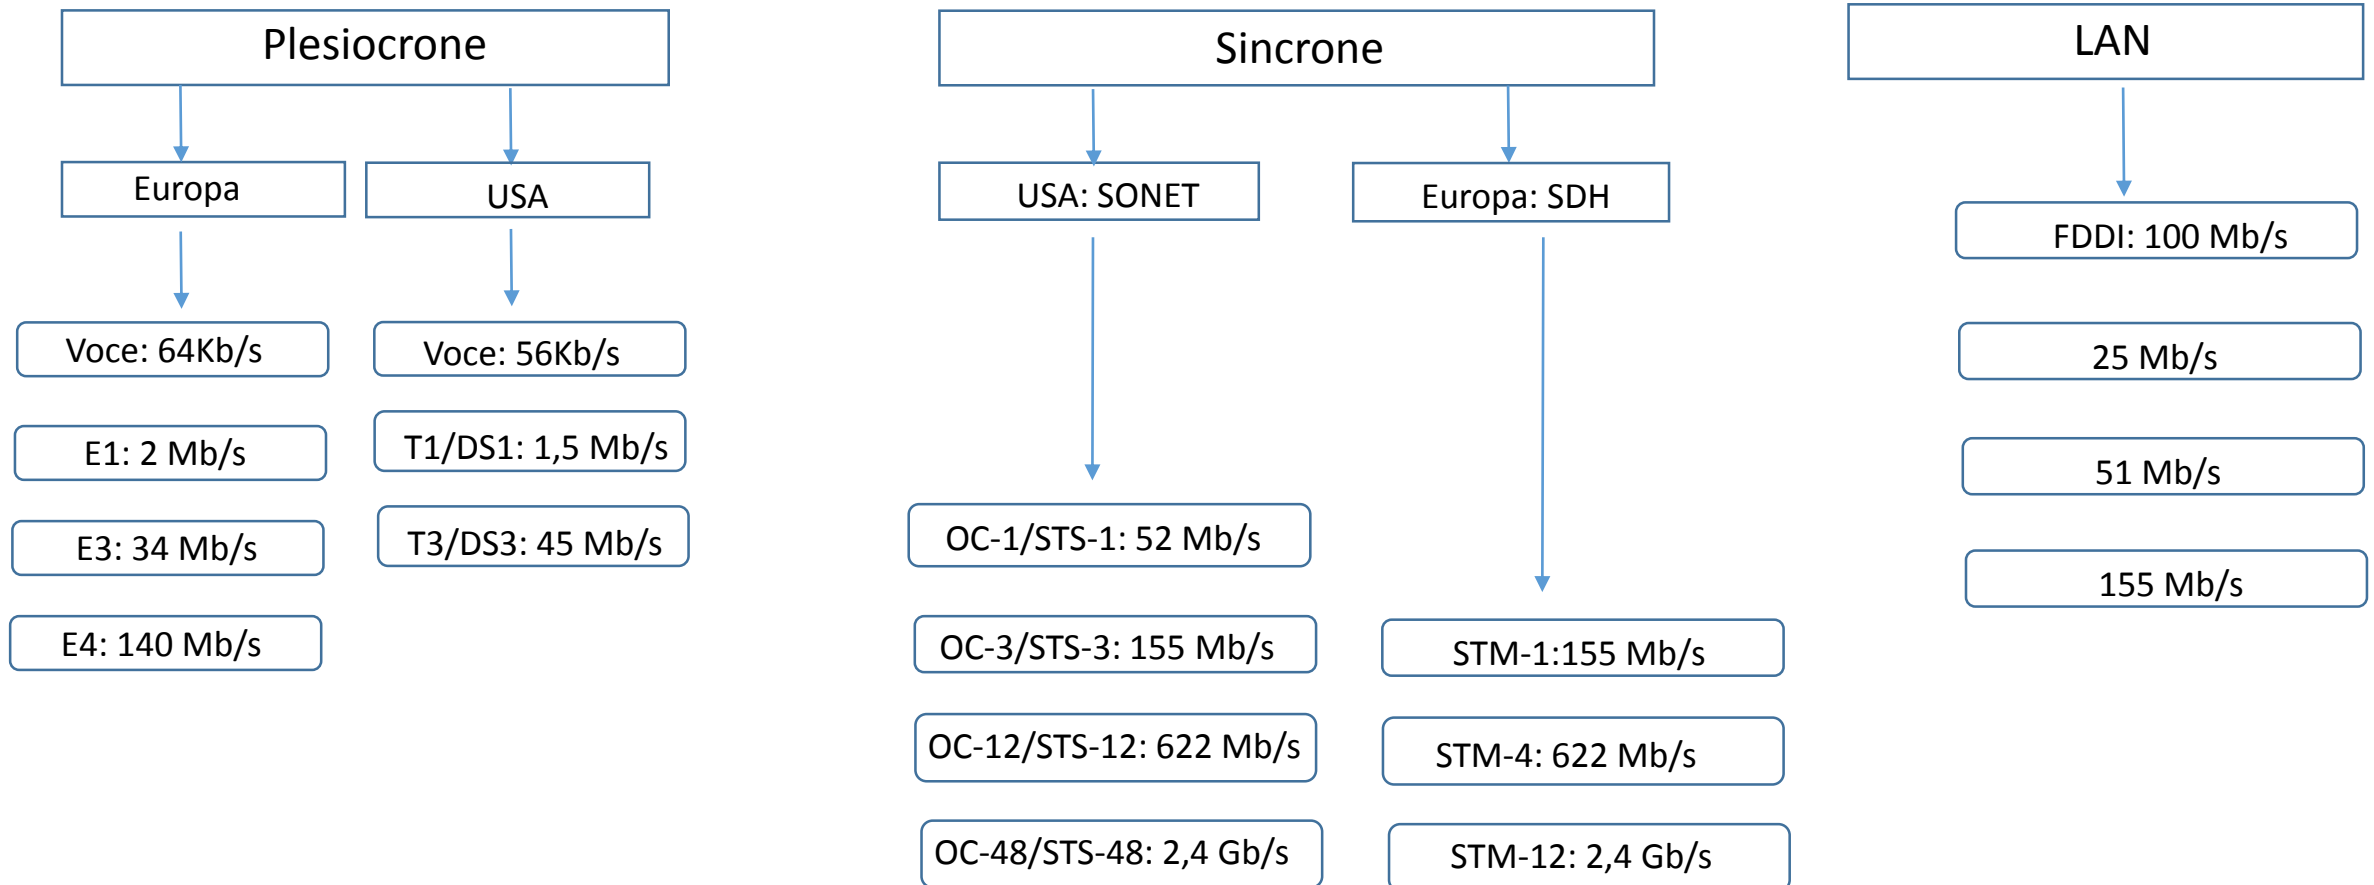 Plesiocrone
Europa
USA
Voce: 64Kb/s
E1: 2 Mb/s
E3: 34 Mb/s
E4: 140 Mb/s
Voce: 56Kb/s
T1/DS1: 1,5 Mb/s
T3/DS3: 45 Mb/s
Sincrone
USA: SONET
Europa: SDH
OC-1/STS-1: 52 Mb/s
OC-3/STS-3: 155 Mb/s
OC-12/STS-12: 622 Mb/s
OC-48/STS-48: 2,4 Gb/s
STM-1:155 Mb/s
STM-4: 622 Mb/s
STM-12: 2,4 Gb/s
LAN
FDDI: 100 Mb/s
25 Mb/s
51 Mb/s
155 Mb/s